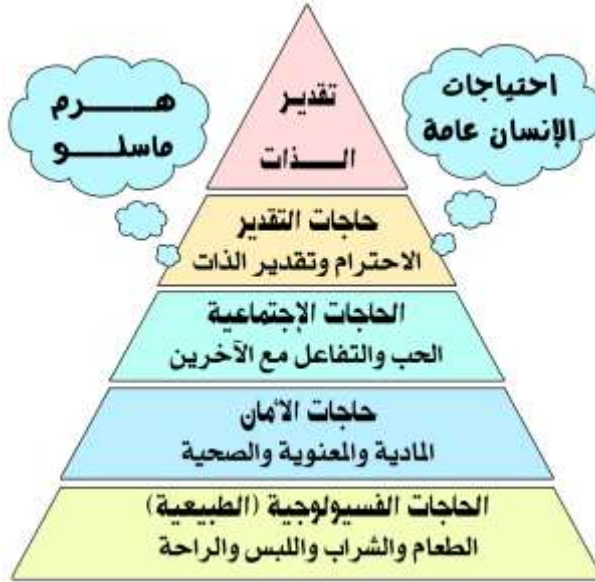 هـــرم
ماسلـــو
احتياجات
الإنسان عامة
تقدير
الـــذات
حاجات التقدير
الاحترام وتقدير الذات
الحاجات الإجتماعية
الحب والتفاعل مع الآخرين
حاجات الأمان
المادية والمعنوية والصحية
الحاجات الفسيولوجية (الطبيعية)
الطعام والشراب واللبس والراحة